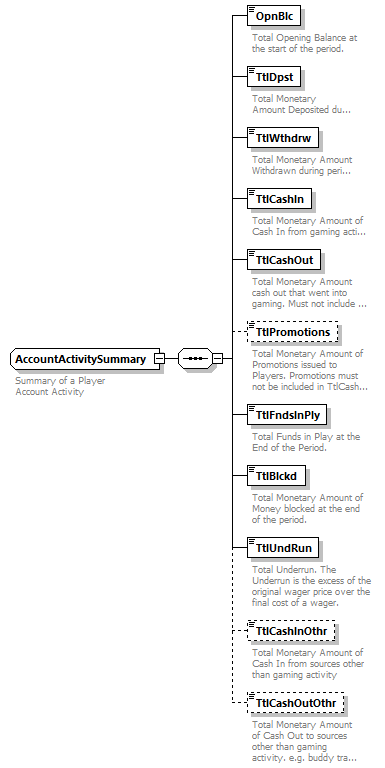 OpnBlc
Total Opening Balance at
the start of the period.
TtlDpst
Total Monetary
Amount Deposited du...
TtlWthdrw
Total Monetary Amount
Withdrawn during peri...
TtlCashIn
Total Monetary Amount of
Cash In from gaming acti...
TtlCashOut
Total Monetary Amount
cash out that went into
gaming. Must not include ...
TtlPromotions
Total Monetary Amount of
Promotions issued to
Players. Promotions must
not be included in TtlCash...
AccountActivitySummary
Summary of a Player
Account Activity
TtlFndsInPly
Total Funds in Play at the
End of the Period.
TtlBlckd
Total Monetary Amount of
Money blocked at the end
of the period.
TtlUndRun
Total Underrun. The
Underrun is the excess of the
original wager price over the
final cost of a wager.
TtlCashInOthr
Total Monetary Amount of
Cash In from sources other
than gaming activity
TtlCashOutOthr
Total Monetary Amount
of Cash Out to sources
other than gaming
activity. e.g. buddy tra...